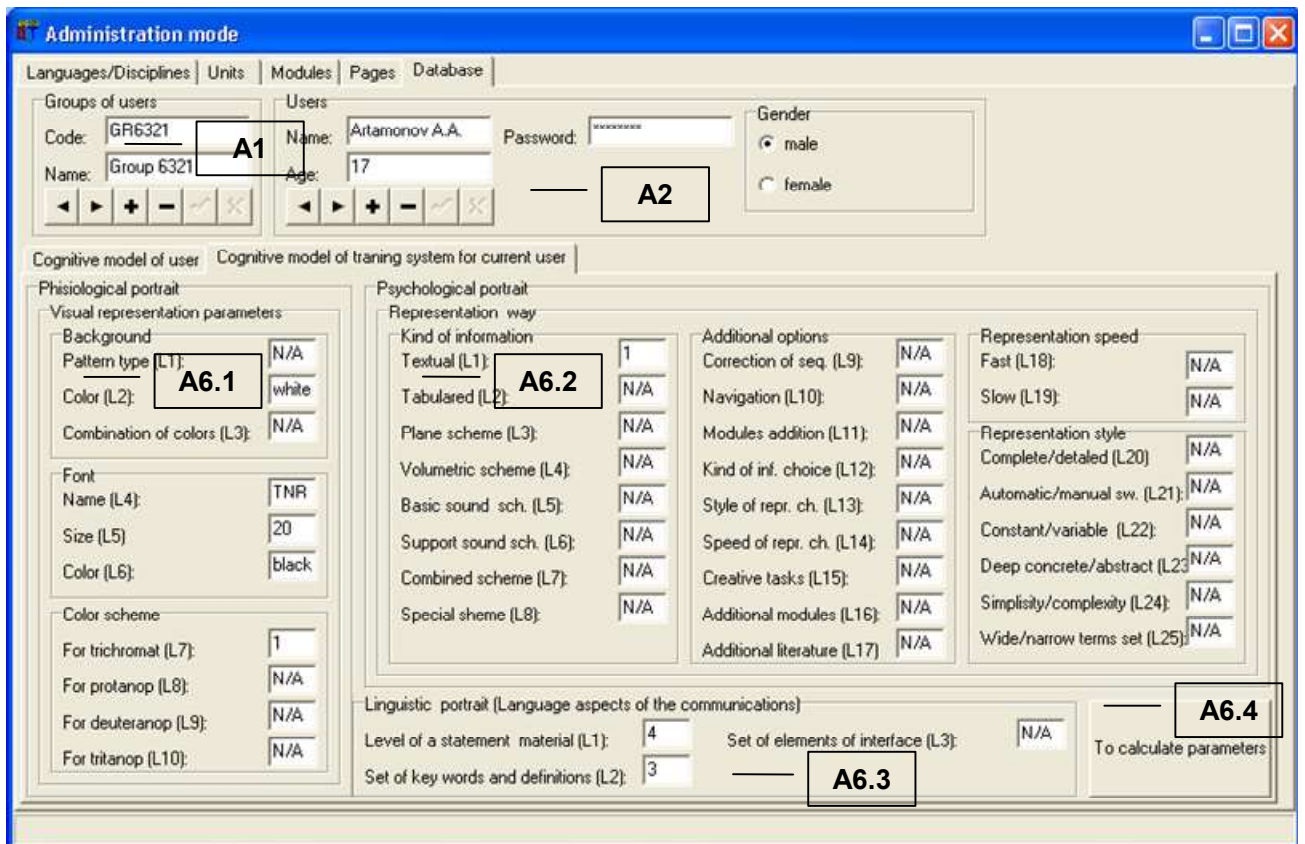 Administration mode
Languages/Disciplines Units Modules Pages Database
Groups of users
Code: GR6321
Name: Group 6321
A1
Users
Name: Artamonov A.A. Password: ********
Age: 17
A2
Gender
male
female
Cognitive model of user Cognitive model of traning system for current user
Phisiological portrait
Visual representation parameters
Background
Pattern type (L1): N/A
A6.1
Color (L2): white
Combination of colors (L3): N/A
Font
Name (L4): TNR
Size (L5) 20
Color (L6): black
Color scheme
For trichromat (L7): 1
For protanop (L8): N/A
For deuteranop (L9): N/A
For tritanop (L10): N/A
Psychological portrait
Representation way
Kind of information
Textual (L1): 1
A6.2
Tabulared (L2): N/A
Plane scheme (L3): N/A
Volumetric scheme (L4): N/A
Basic sound sch. (L5): N/A
Support sound sch. (L6): N/A
Combined scheme (L7): N/A
Special sheme (L8): N/A
Additional options
Correction of seq. (L9): N/A
Navigation (L10): N/A
Modules addition (L11): N/A
Kind of inf. choice (L12): N/A
Style of repr. ch. (L13): N/A
Speed of repr. ch. (L14): N/A
Creative tasks (L15): N/A
Additional modules (L16): N/A
Additional literature (L17) N/A
Representation speed
Fast (L18): N/A
Slow (L19): N/A
Representation style
Complete/detaled (L20) N/A
Automatic/manual sw. (L21): N/A
Constant/variable (L22): N/A
Deep concrete/abstract (L23 N/A
Simplisity/complexity (L24): N/A
Wide/narrow terms set (L25): N/A
Linguistic portrait (Language aspects of the communications)
Level of a statement material (L1): 4 Set of elements of interface (L3): N/A
Set of key words and definitions (L2): 3
A6.3
A6.4
To calculate parameters